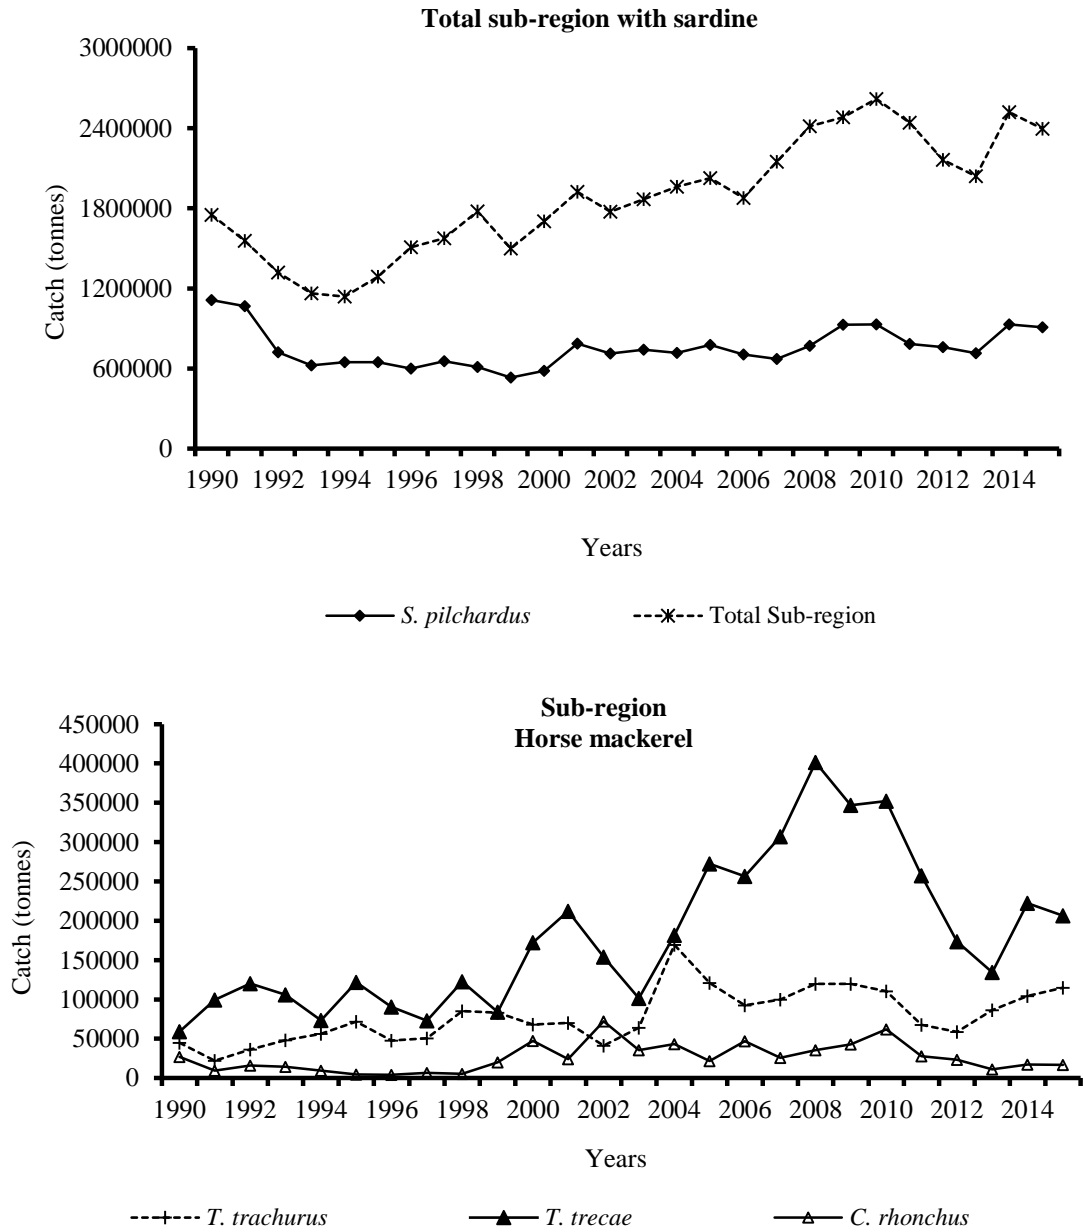 Total sub-region with sardine
3000000
2400000
1800000
1200000
600000
0
Catch (tonnes)
1990 1992 1994 1996 1998 2000 2002 2004 2006 2008 2010 2012 2014
Years
S. pilchardus Total Sub-region
Sub-region
Horse mackerel
450000
400000
350000
300000
250000
200000
150000
100000
50000
0
Catch (tonnes)
1990 1992 1994 1996 1998 2000 2002 2004 2006 2008 2010 2012 2014
Years
T. trachurus T. trecae C. rhonchus